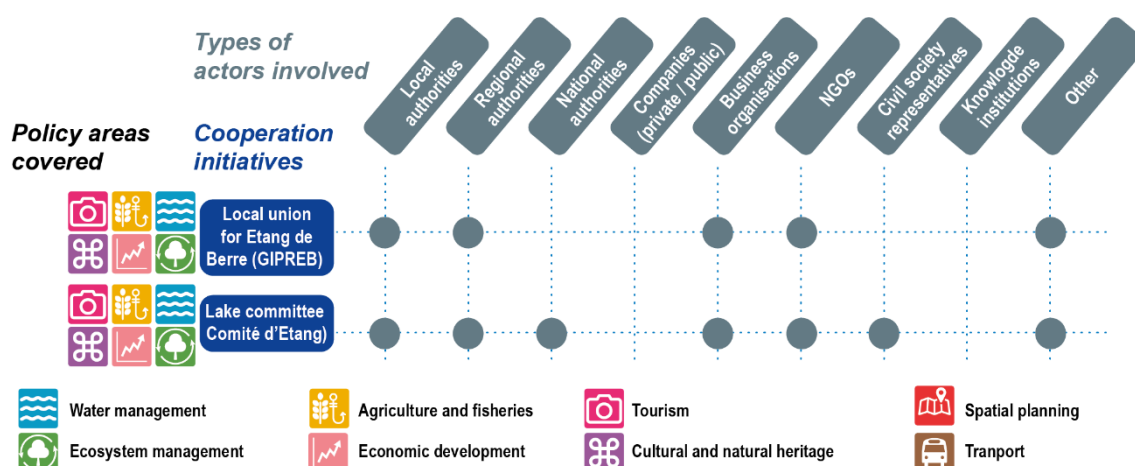 Types of
actors involved
Local
authorities
Regional
authorities
National
authorities
Companies
(private / public)
Business
organisations
NGOs
Civil society
representatives
Knowlogde
institutions
Other
Policy areas
covered
Cooperation
initiatives
Local union
for Etang de
Berre (GIPREB)
Lake committee
Comité d'Etang)
Water management
Agriculture and fisheries
Tourism
Spatial planning
Ecosystem management
Economic development
Cultural and natural heritage
Tranport